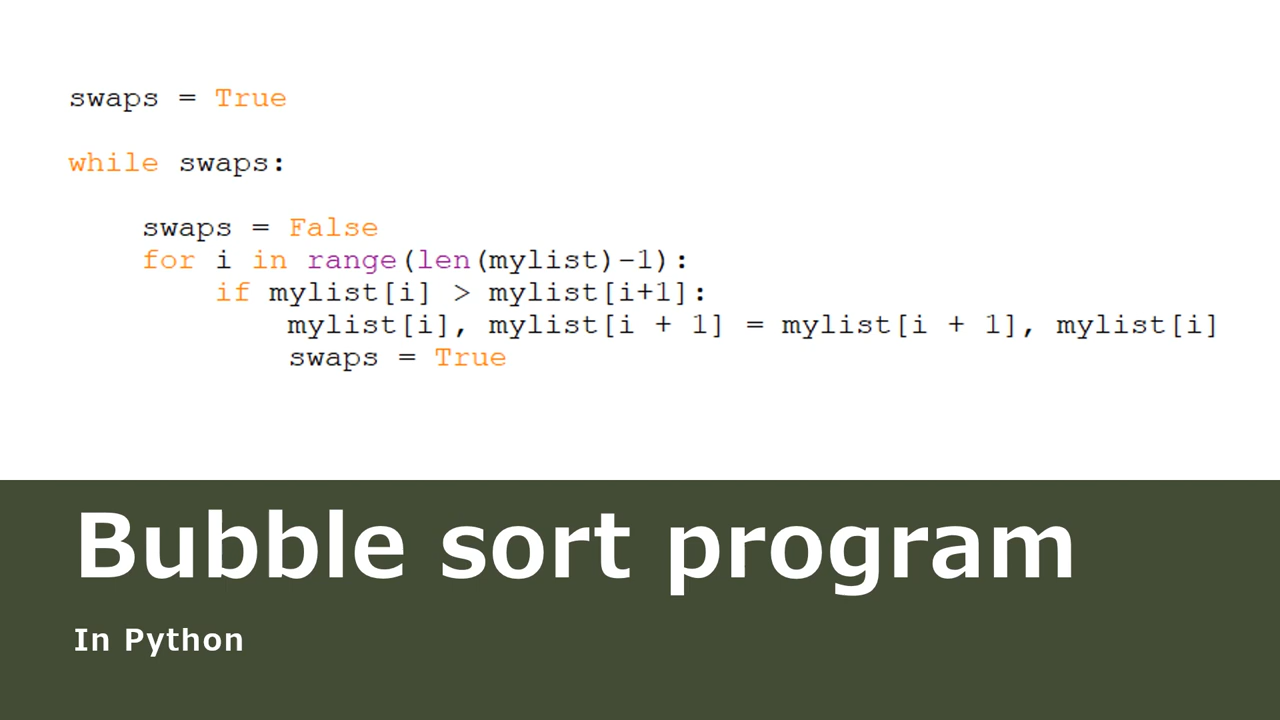 swaps = True
while swaps:
swaps = False
for i in range(len(mylist)-1):
if mylist[i] > mylist[i+1]:
mylist[i], mylist[i + 1] = mylist[i + 1], mylist[i]
swaps = True
Bubble sort program
In Python